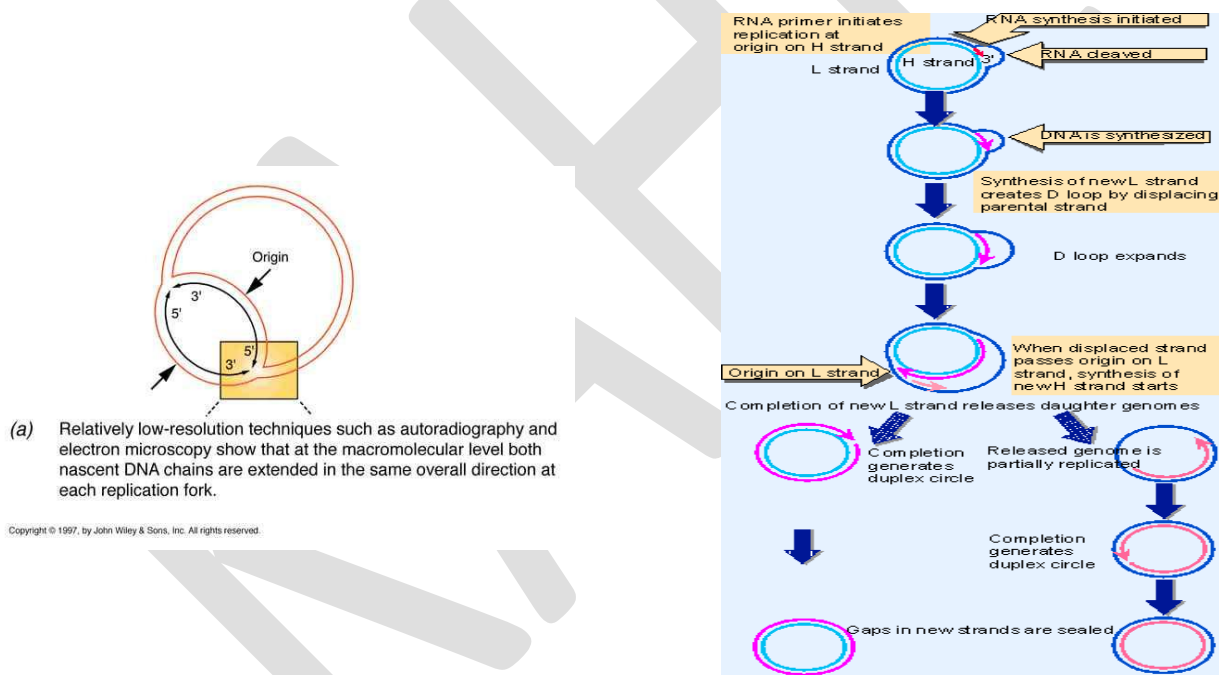 Origin
3'
5'
5'
3'
(a) Relatively low-resolution techniques such as autoradiography and
electron microscopy show that at the macromolecular level both
nascent DNA chains are extended in the same overall direction at
each replication fork.
Copyright © 1997, by John Wiley & Sons, Inc. All rights reserved.
RNA primer initiates
replication at
origin on H strand
RNA synthesis initiated
H strand
3'
RNA cleaved
L strand
DNA is synthesized
Synthesis of new L strand
creates D loop by displacing
parental strand
D loop expands
When displaced strand
passes origin on L
strand, synthesis of
new H strand starts
Origin on L strand
Completion of new L strand releases daughter genomes
Completion
generates
duplex circle
Released genome is
partially replicated
Completion
generates
duplex circle
Gaps in new strands are sealed